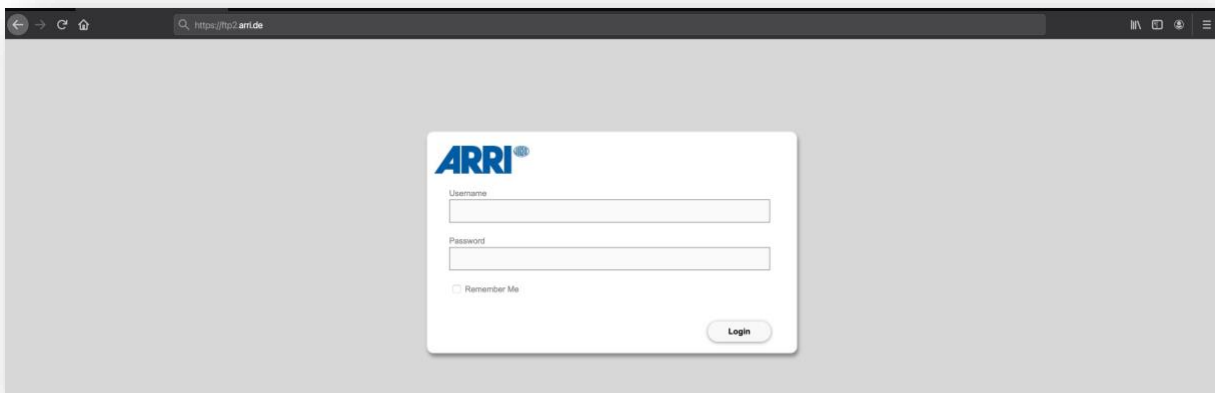 https://ftp2.arri.de
ARRI
Username
Password
Remember Me
Login